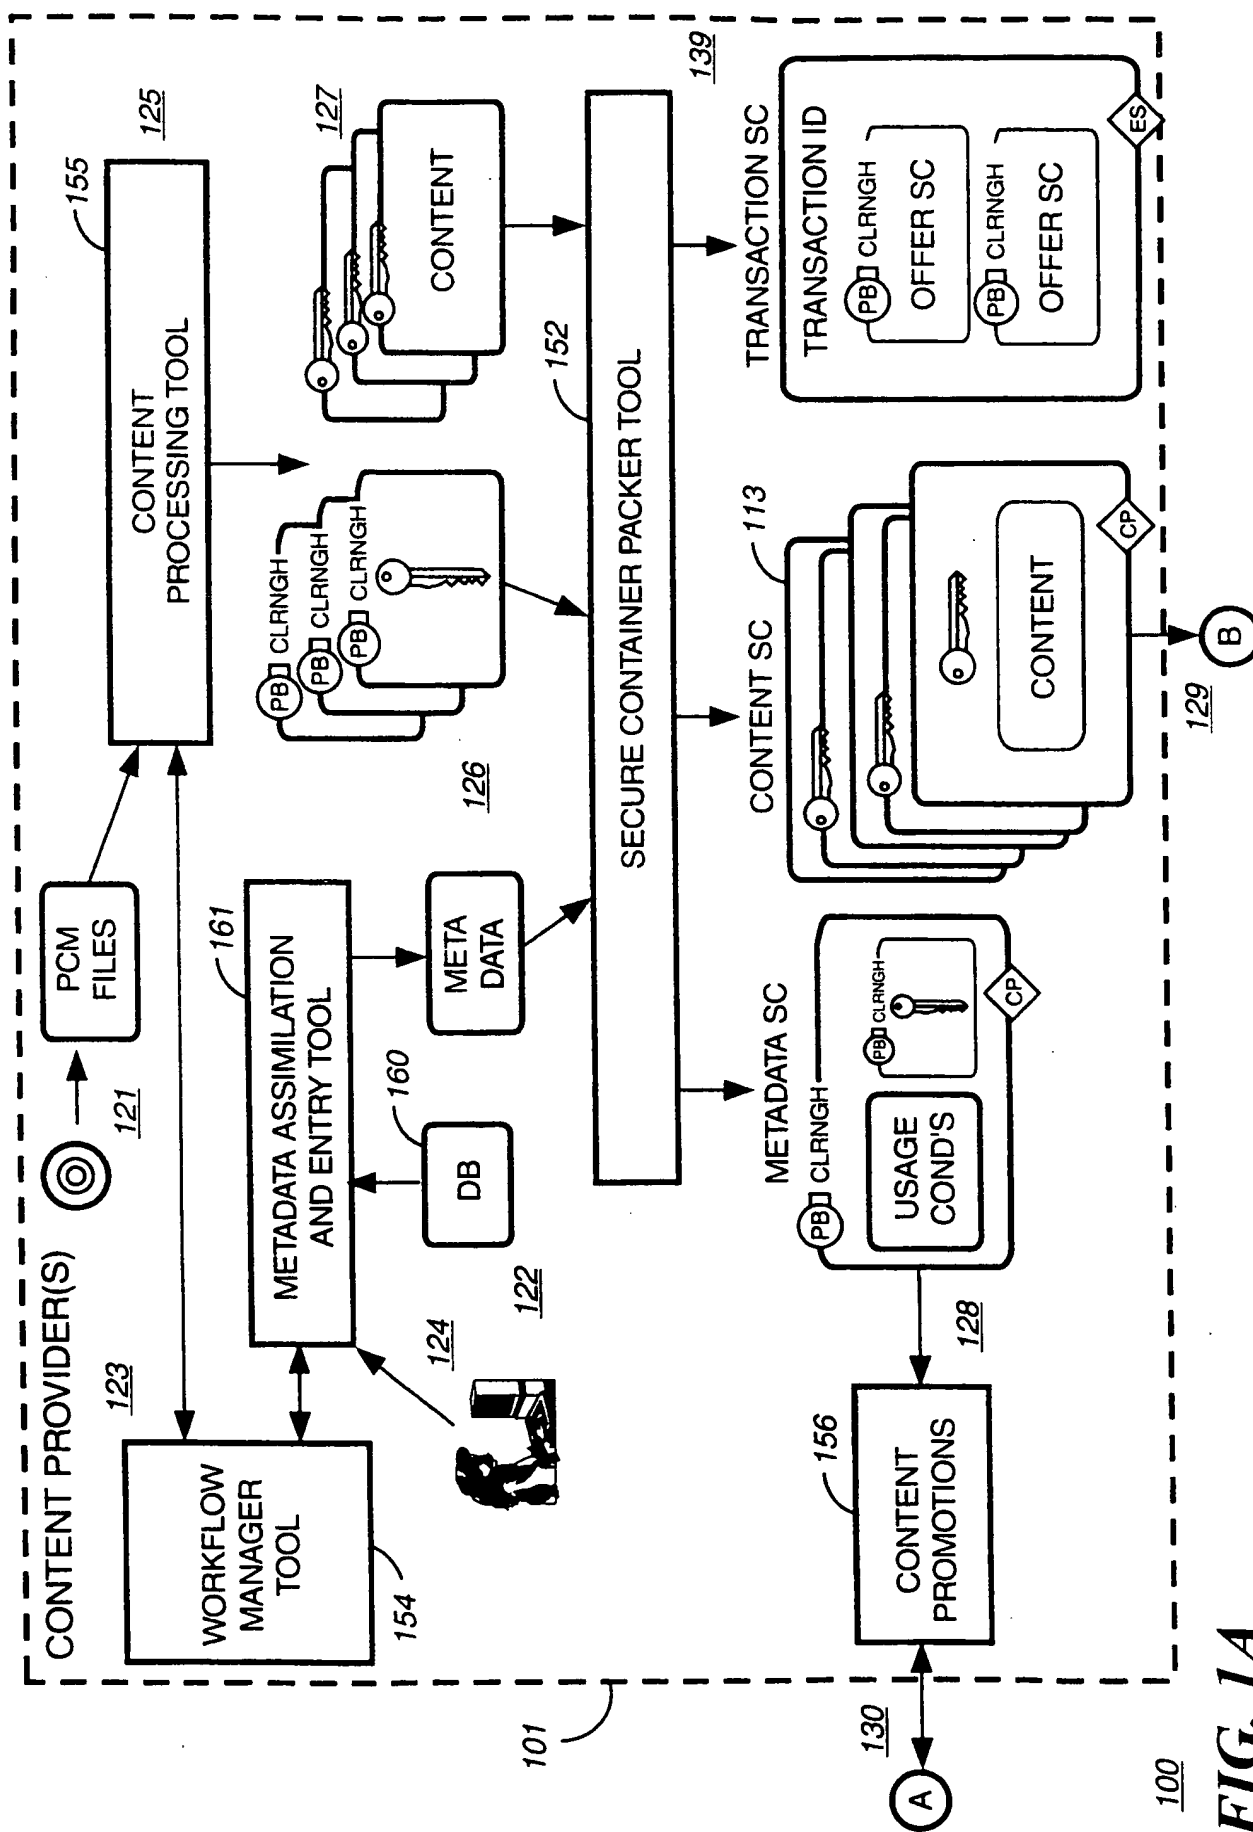 CONTENT PROVIDER(S)
123
121
PCM
FILES
155
125
WORKFLOW
MANAGER
TOOL
154
161
METADATA ASSIMILATION
AND ENTRY TOOL
CONTENT
PROCESSING TOOL
124
122
DB
160
META
DATA
126
PB CLRNGH
PB CLRNGH
PB CLRNGH
127
CONTENT
SECURE CONTAINER PACKER TOOL
152
139
METADATA SC
PB CLRNGH
USAGE
COND'S
PB CLRNGH
CP
128
CONTENT
PROMOTIONS
156
CONTENT SC
113
CONTENT
CP
129
B
TRANSACTION SC
TRANSACTION ID
PB CLRNGH
OFFER SC
PB CLRNGH
OFFER SC
ES
101
130
A
100
FIG. 1A